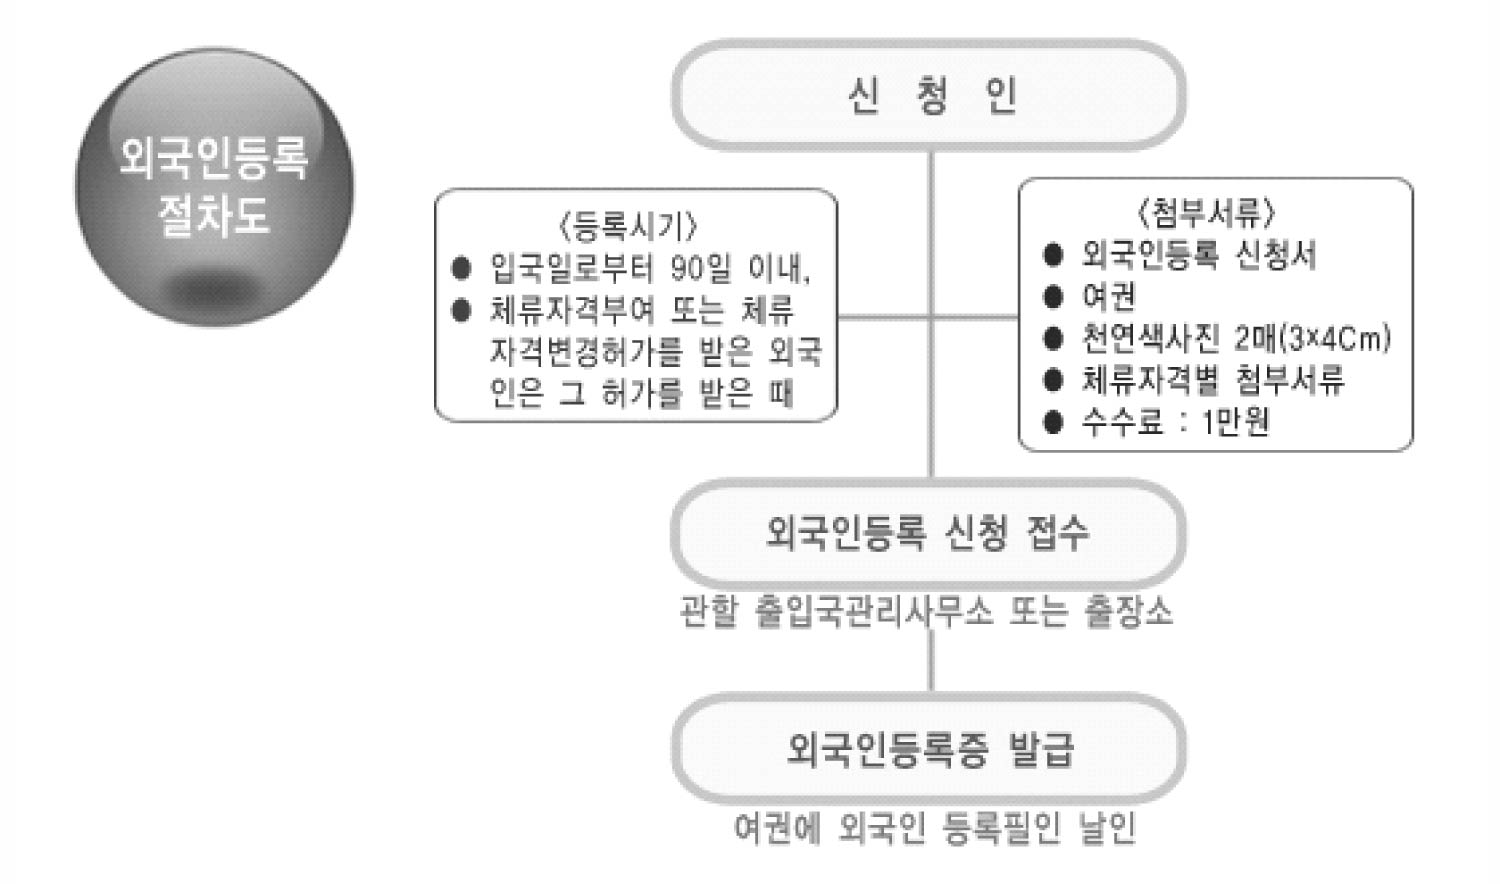 외국인등록
절차도
신 청 인
<등록시기>
● 입국일로부터 90일 이내,
● 체류자격부여 또는 체류
자격변경허가를 받은 외국
인은 그 허가를 받은 때
<첨부서류>
● 외국인등록 신청서
● 여권
● 천연색사진 2매(3×4Cm)
● 체류자격별 첨부서류
● 수수료 : 1만원
외국인등록 신청 접수
관할 출입국관리사무소 또는 출장소
외국인등록증 발급
여권에 외국인 등록필인 날인